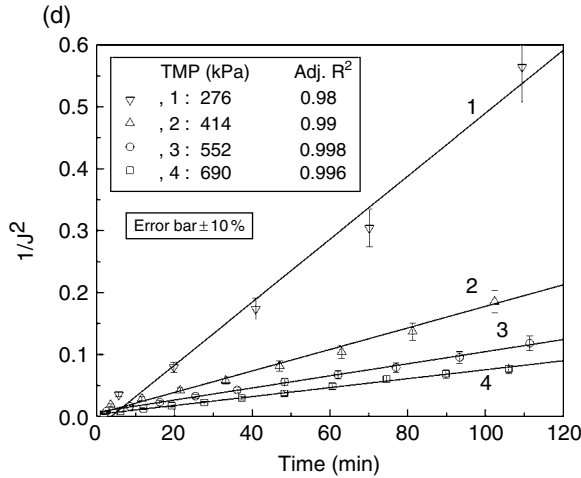 (d)
0.6
0.5
0.4
0.3
0.2
0.1
0.0
1/J²
TMP (kPa) Adj. R²
, 1 : 276 0.98
, 2 : 414 0.99
, 3 : 552 0.998
, 4 : 690 0.996
Error bar ± 10 %
1
2
3
4
0 20 40 60 80 100 120
Time (min)